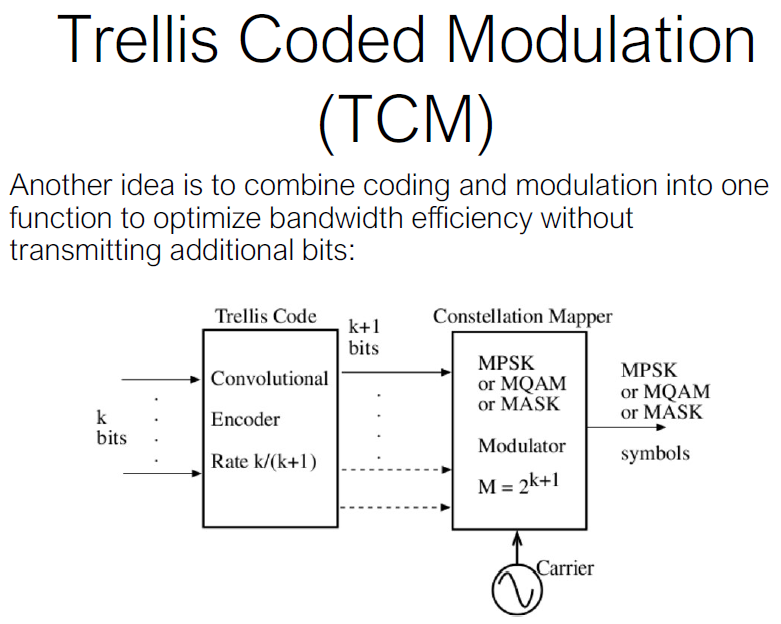 Trellis Coded Modulation
(TCM)
Another idea is to combine coding and modulation into one
function to optimize bandwidth efficiency without
transmitting additional bits:
Trellis Code
k+1
bits
Constellation Mapper
k
bits
Convolutional
Encoder
Rate k/(k+1)
MPSK
or MQAM
or MASK
Modulator
M = 2^{k+1}
MPSK
or MQAM
or MASK
symbols
Carrier